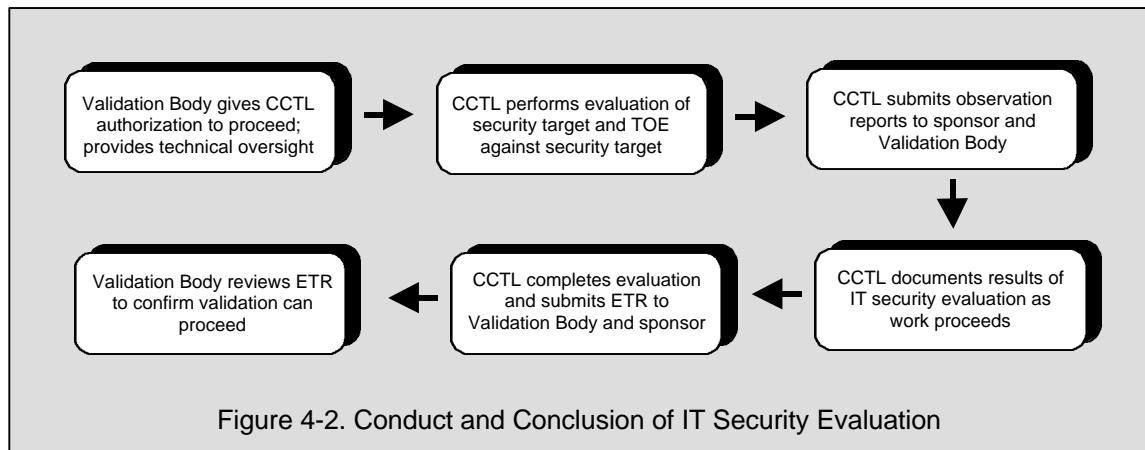 Validation Body gives CCTL
authorization to proceed;
provides technical oversight
CCTL performs evaluation of
security target and TOE
against security target
CCTL submits observation
reports to sponsor and
Validation Body
CCTL documents results of
IT security evaluation as
work proceeds
CCTL completes evaluation
and submits ETR to
Validation Body and sponsor
Validation Body reviews ETR
to confirm validation can
proceed
Figure 4-2. Conduct and Conclusion of IT Security Evaluation